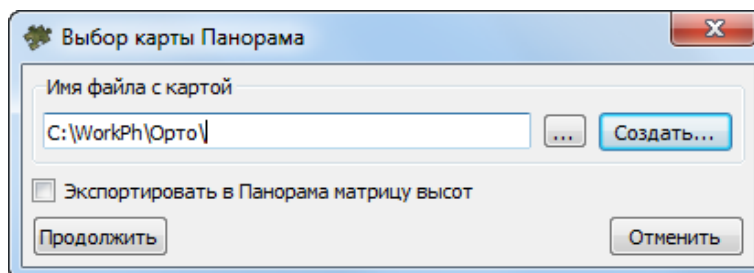 Выбор карты Панорама
Имя файла с картой
C:\WorkPh\Орто\
...
Создать...
Экспортировать в Панорама матрицу высот
Продолжить
Отменить